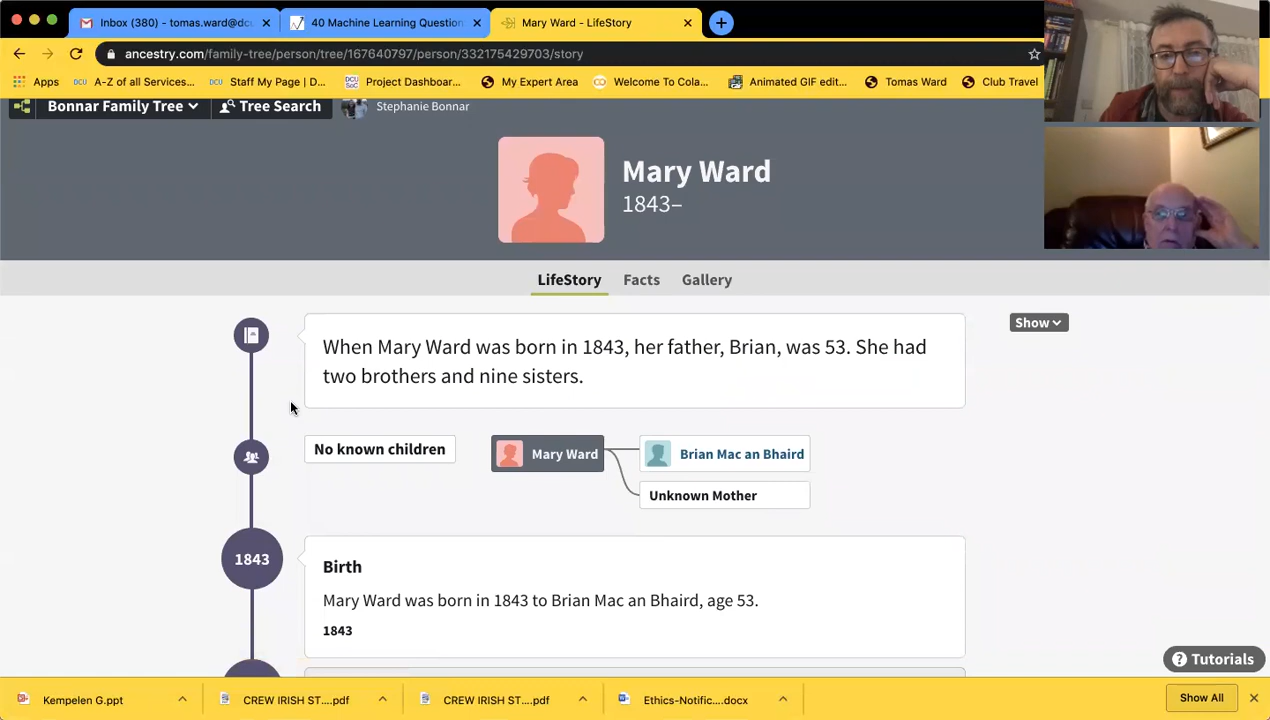 Inbox (380) - tomas.ward@dcu
40 Machine Learning Question
Mary Ward - LifeStory
ancestry.com/family-tree/person/tree/167640797/person/332175429703/story
Apps
A-Z of all Services...
Staff My Page | D...
Project Dashboar...
My Expert Area
Welcome To Cola...
Animated GIF edit...
Tomas Ward
Club Travel
Bonnar Family Tree
Tree Search
Stephanie Bonnar
Mary Ward
1843–
LifeStory
Facts
Gallery
Show
When Mary Ward was born in 1843, her father, Brian, was 53. She had
two brothers and nine sisters.
No known children
Mary Ward
Brian Mac an Bhaird
Unknown Mother
1843
Birth
Mary Ward was born in 1843 to Brian Mac an Bhaird, age 53.
1843
Tutorials
Kempelen G.ppt
CREW IRISH ST....pdf
CREW IRISH ST....pdf
Ethics-Notific....docx
Show All